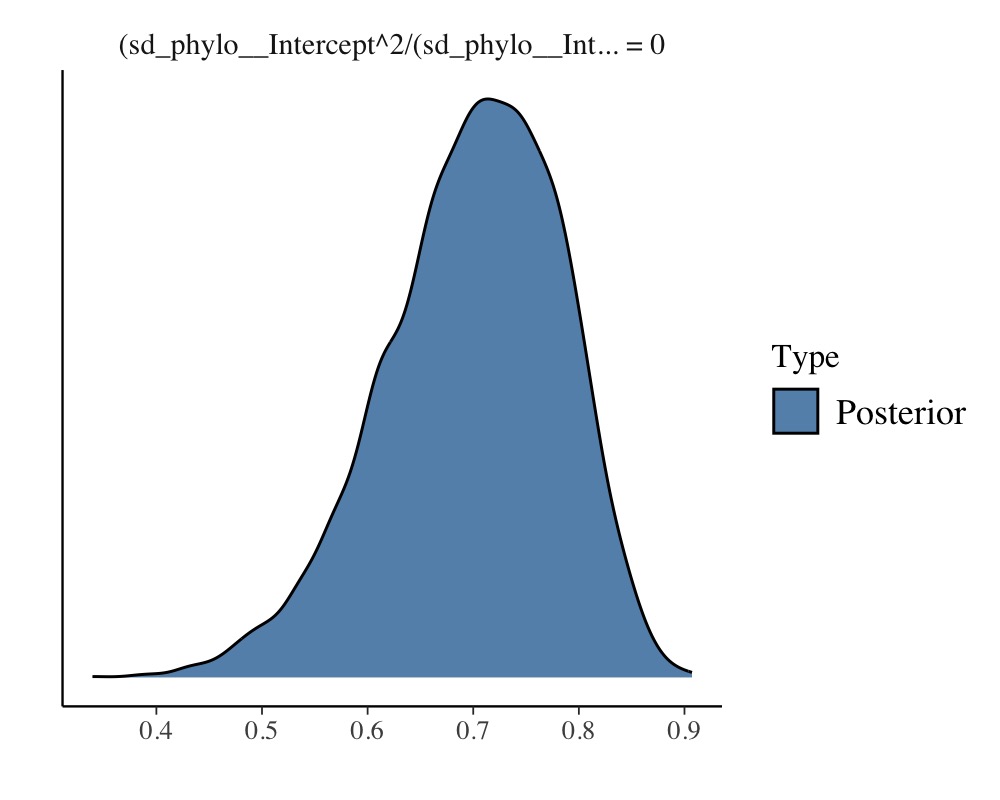 (sd_phylo__Intercept^2/(sd_phylo__Int... = 0
Type
Posterior
0.4 0.5 0.6 0.7 0.8 0.9